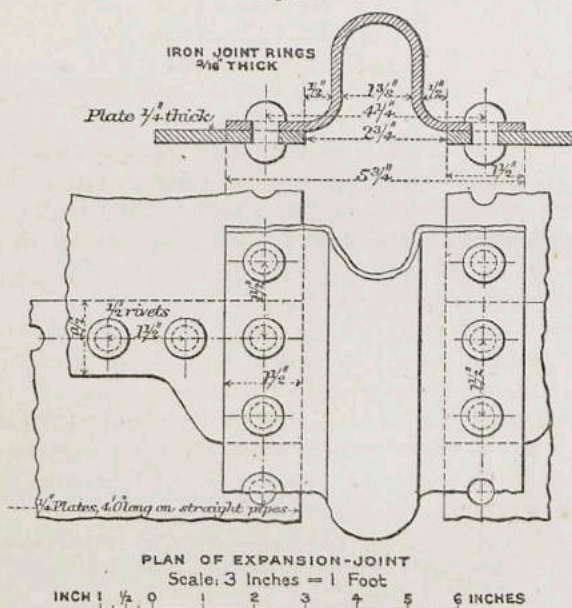 IRON JOINT RINGS
3/16" THICK
1/2" 1 3/2" 1/2"
4 1/4"
Plate 1/4" thick
2 3/4"
5 3/4" 1 1/2"
1 1/2"
1/2" rivets
1 1/2" 1 1/2"
1 1/2" 1 1/2"
1/4" Plates, 4' 0" long on straight pipes
PLAN OF EXPANSION-JOINT
Scale: 3 Inches = 1 Foot
INCH 1 1/2 0 1 2 3 4 5 6 INCHES